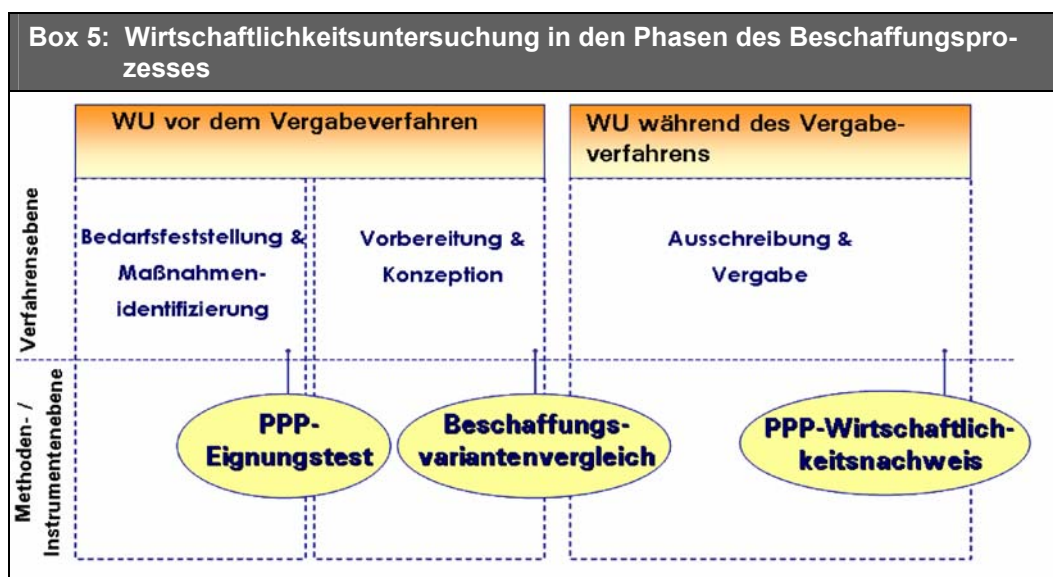 Box 5: Wirtschaftlichkeitsuntersuchung in den Phasen des Beschaffungspro-
zesses
WU vor dem Vergabeverfahren
WU während des Vergabe-
verfahrens
Verfahrensebene
Bedarfsfeststellung &
Maßnahmen-
identifizierung
Vorbereitung &
Konzeption
Ausschreibung &
Vergabe
Methoden- /
Instrumentenebene
PPP-
Eignungstest
Beschaffungs-
variantenvergleich
PPP-Wirtschaftlich-
keitsnachweis